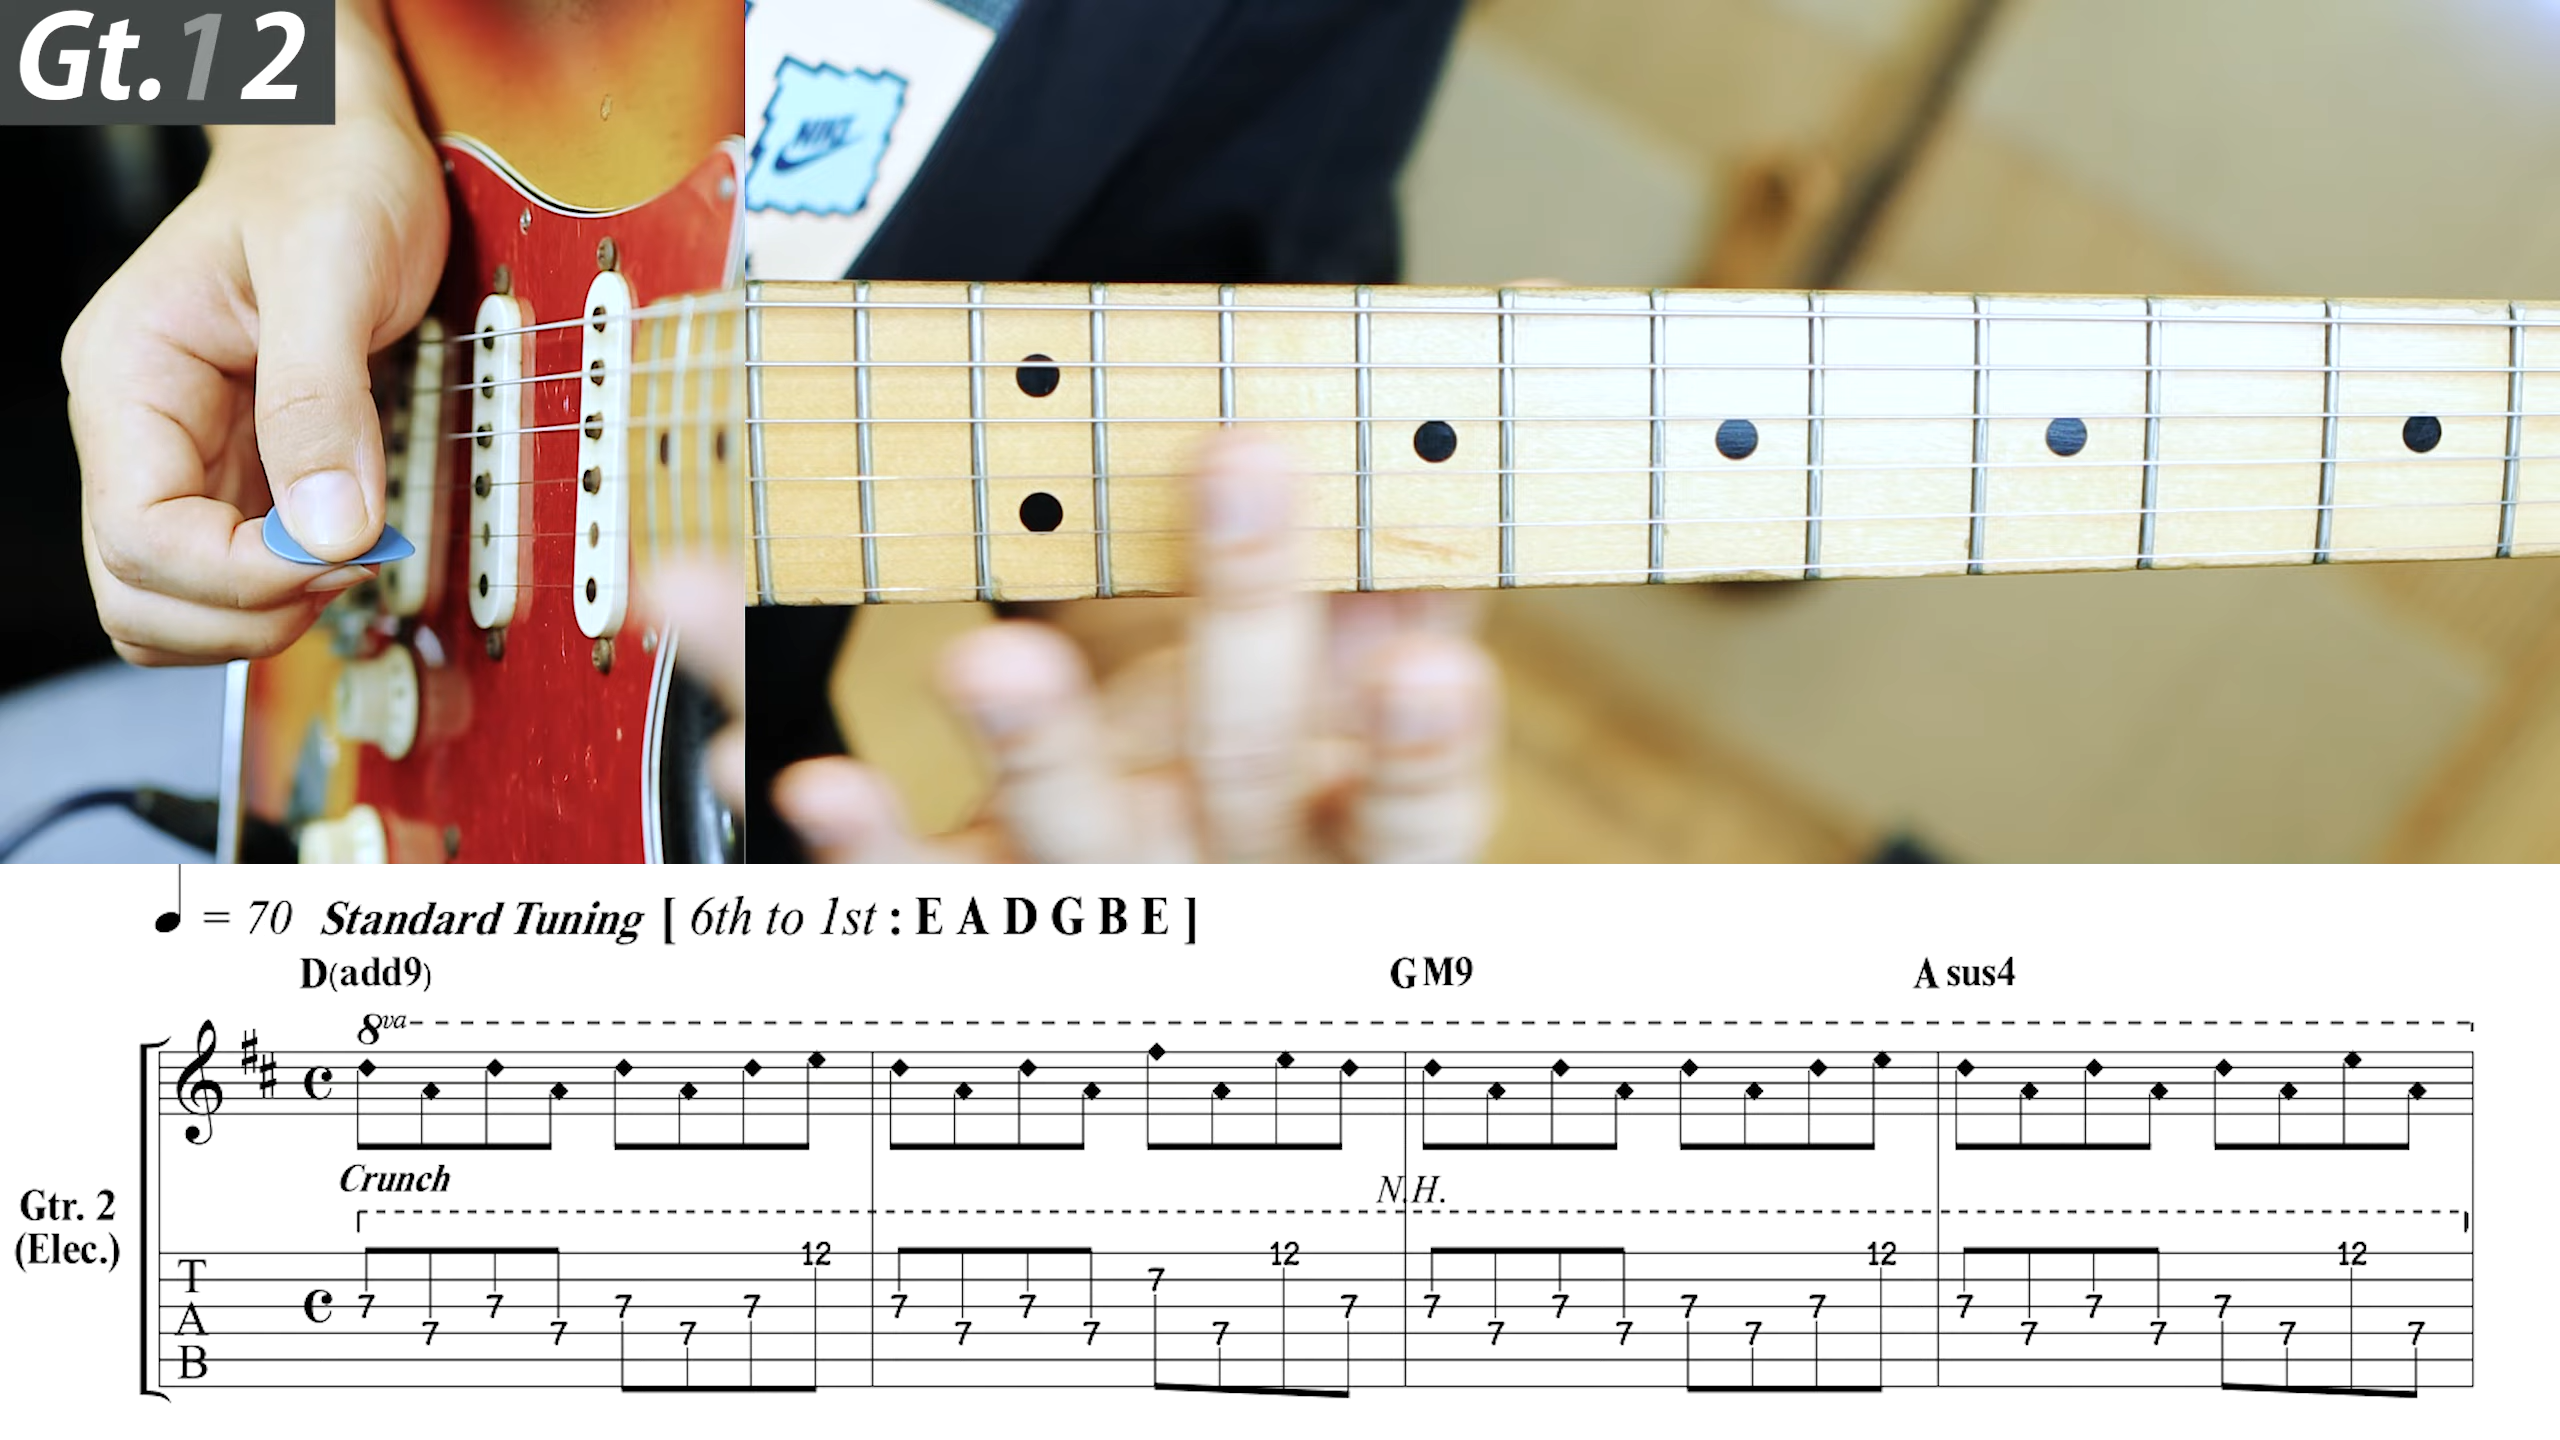 Gt.12
NIKE
♩ = 70 Standard Tuning [ 6th to 1st : E A D G B E ]
D(add9) GM9 A sus4
8va
Crunch
N.H.
Gtr. 2
(Elec.)
T
A
B
12 12 12 12
7
7 7 7 7 7 7 7 7 7 7 7 7 7 7
7 7 7 7 7 7 7 7 7 7 7 7 7